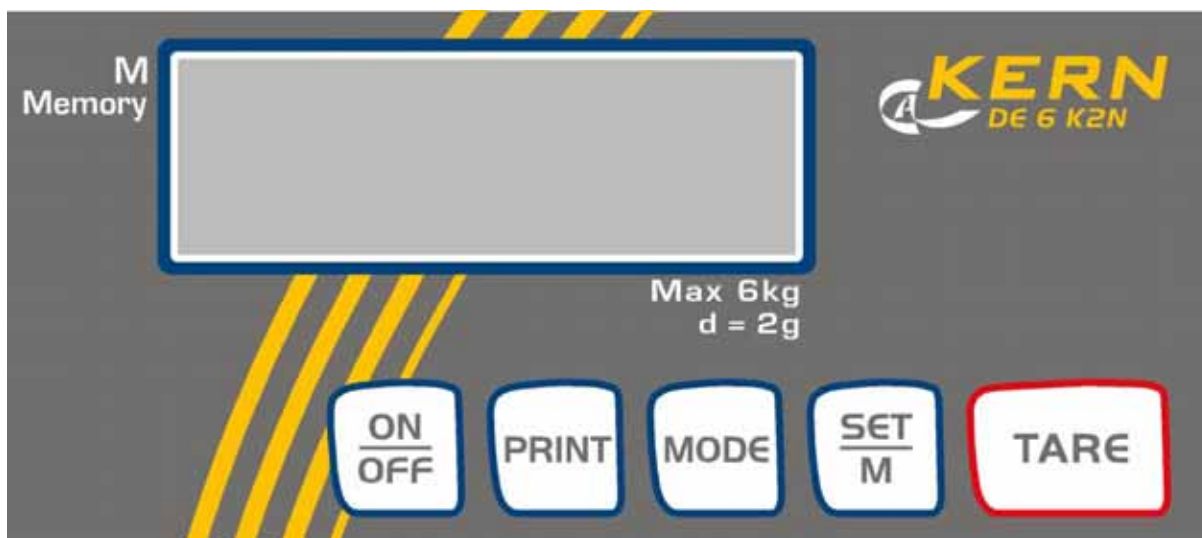 M
Memory
KERN
DE 6 K2N
Max 6kg
d = 2g
ON
OFF
PRINT
MODE
SET
M
TARE